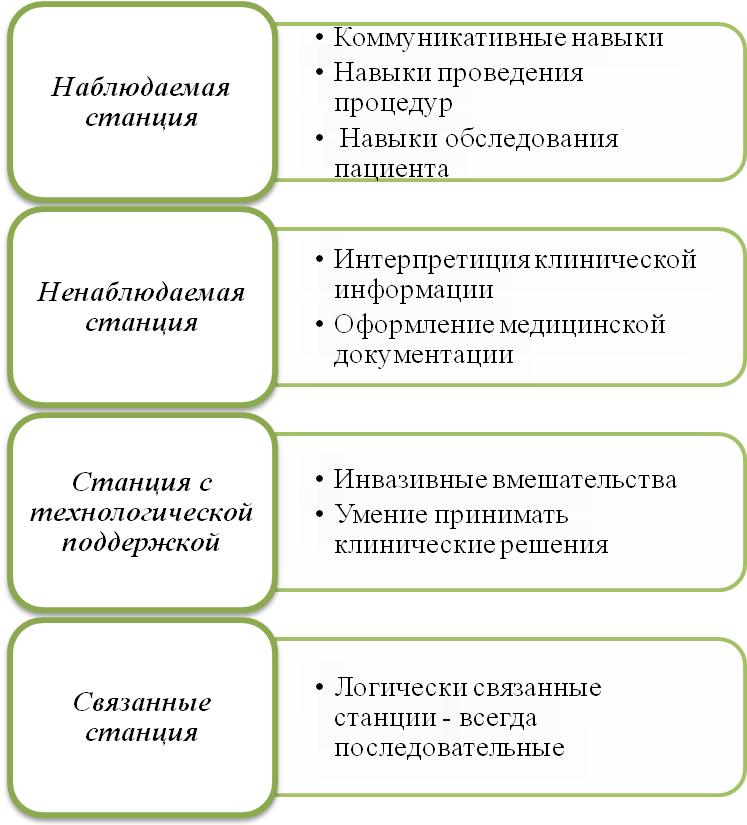 Наблюдаемая
станция
• Коммуникативные навыки
• Навыки проведения
процедур
• Навыки обследования
пациента
Ненаблюдаемая
станция
• Интерпретиция клинической
информации
• Оформление медицинской
документации
Станция с
технологической
поддержкой
• Инвазивные вмешательства
• Умение принимать
клинические решения
Связанные
станция
• Логически связанные
станции - всегда
последовательные